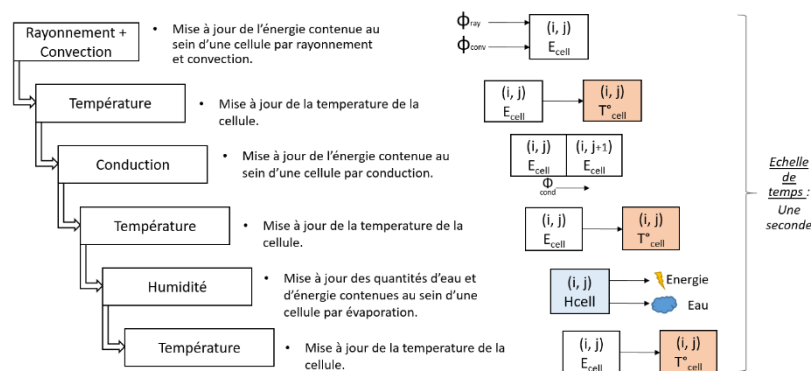 Rayonnement +
Convection
• Mise à jour de l'énergie contenue au
sein d'une cellule par rayonnement
et convection.
ϕray
ϕconv
(i, j)
Ecell
Température
• Mise à jour de la temperature de la
cellule.
(i, j)
Ecell
(i, j)
T°cell
Conduction
• Mise à jour de l'énergie contenue au
sein d'une cellule par conduction.
(i, j)
Ecell
(i, j+1)
Ecell
ϕcond
Température
• Mise à jour de la temperature de la
cellule.
(i, j)
Ecell
(i, j)
T°cell
Humidité
• Mise à jour des quantités d'eau et
d'énergie contenues au sein d'une
cellule par évaporation.
(i, j)
Hcell
Energie
Eau
Température
• Mise à jour de la temperature de la
cellule.
(i, j)
Ecell
(i, j)
T°cell
Echelle
de
temps :
Une
seconde